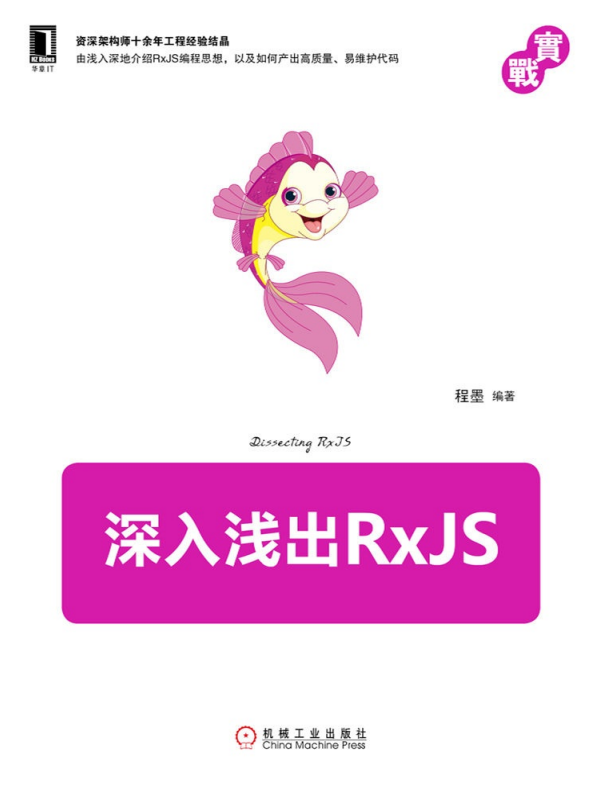 HZ Books
华章IT
资深架构师十余年工程经验结晶
由浅入深地介绍RxJS编程思想，以及如何产出高质量、易维护代码
實戰
程墨 编著
Dissecting RxJS
深入浅出RxJS
机械工业出版社
China Machine Press